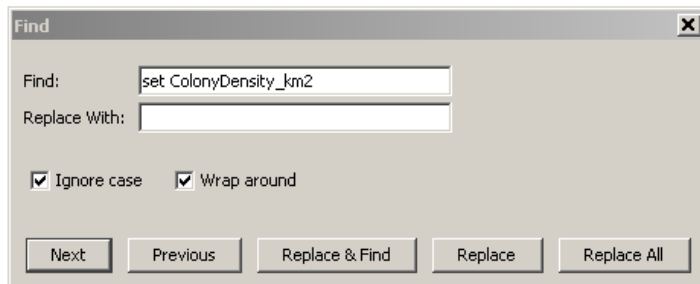 Find
Find: set ColonyDensity_km2
Replace With:
Ignore case Wrap around
Next Previous Replace & Find Replace Replace All